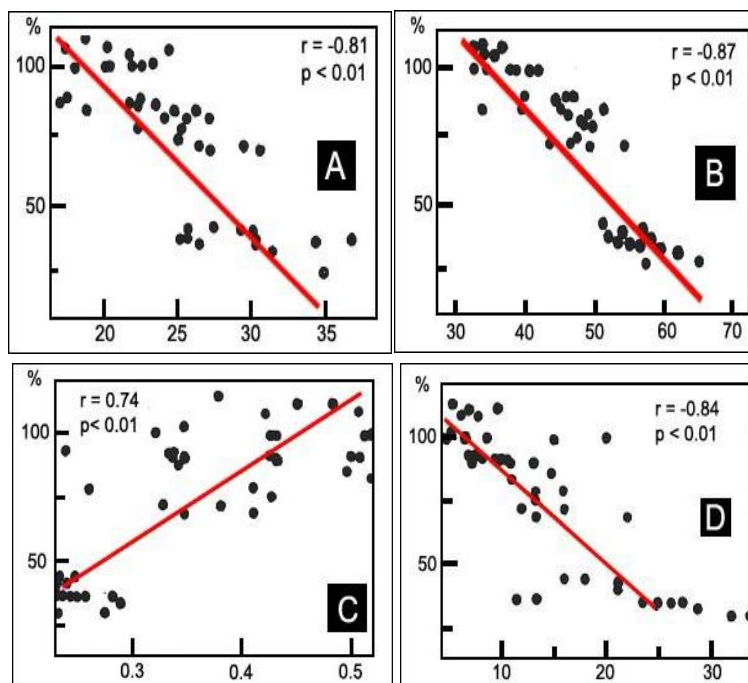 %
r = -0.81
p < 0.01
100
A
50
20 25 30 35
%
r = -0.87
p < 0.01
100
B
50
30 40 50 60 70
%
r = 0.74
p< 0.01
100
50
C
0.3 0.4 0.5
%
r = -0.84
p < 0.01
100
D
50
10 20 30